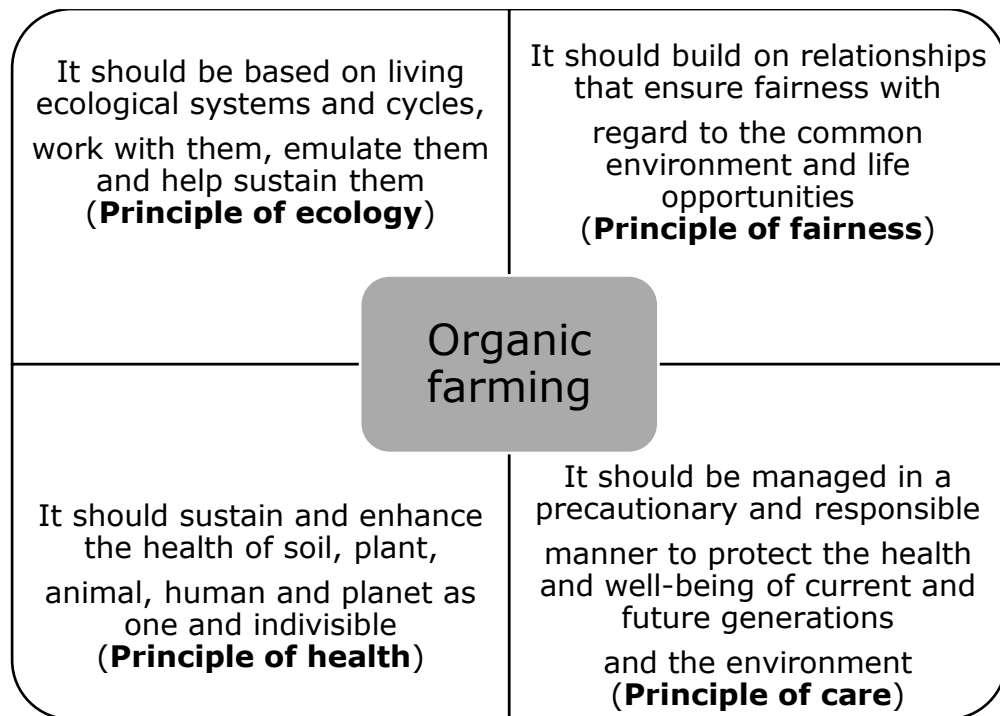 It should be based on living
ecological systems and cycles,
work with them, emulate them
and help sustain them
(Principle of ecology)
It should build on relationships
that ensure fairness with
regard to the common
environment and life
opportunities
(Principle of fairness)
Organic
farming
It should sustain and enhance
the health of soil, plant,
animal, human and planet as
one and indivisible
(Principle of health)
It should be managed in a
precautionary and responsible
manner to protect the health
and well-being of current and
future generations
and the environment
(Principle of care)